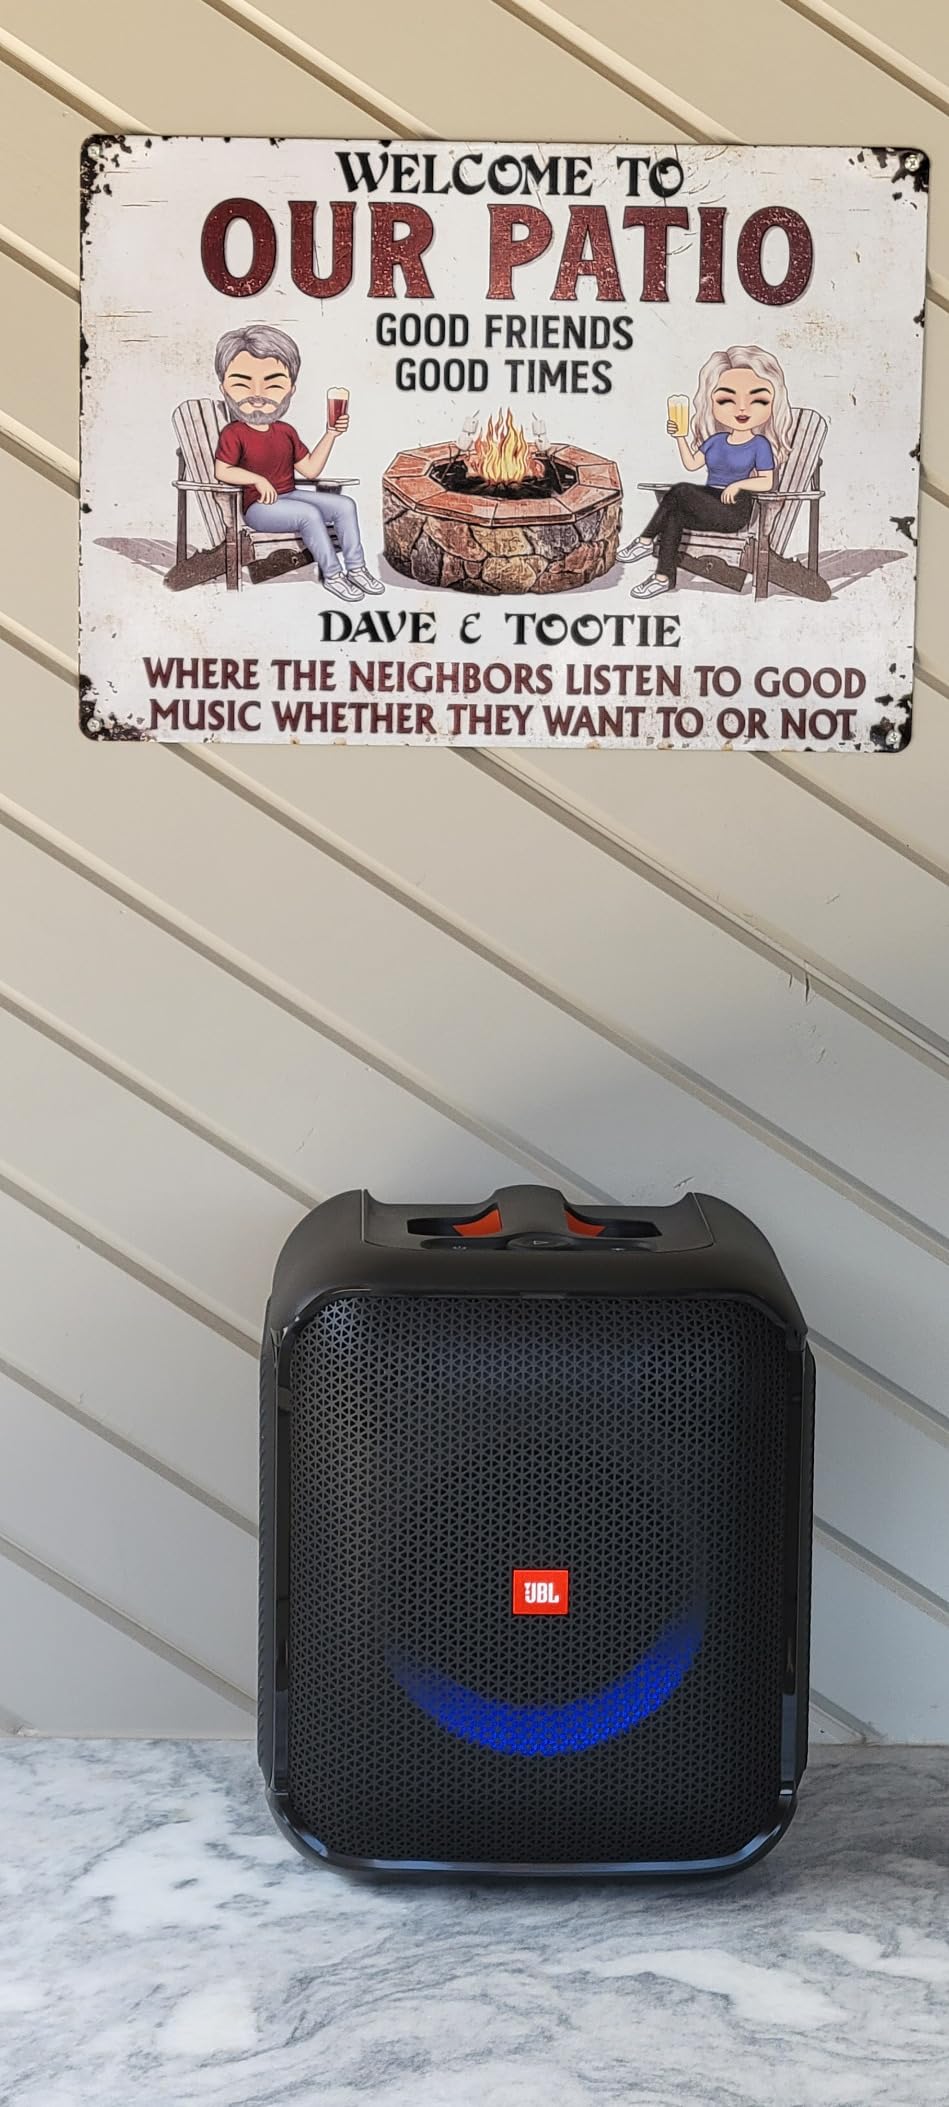 WELCOME TO
OUR PATIO
GOOD FRIENDS
GOOD TIMES
DAVE & TOOTIE
WHERE THE NEIGHBORS LISTEN TO GOOD
MUSIC WHETHER THEY WANT TO OR NOT
JBL